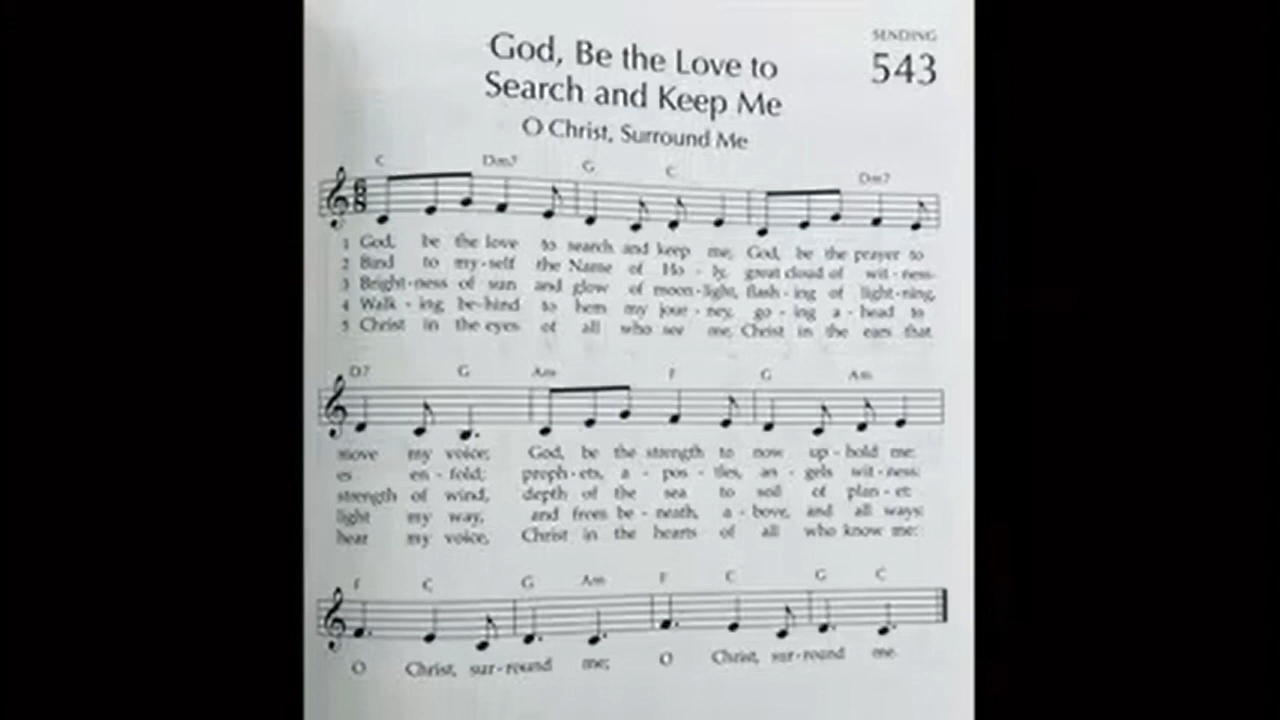 SENDING
543
God, Be the Love to
Search and Keep Me
O Christ, Surround Me
C Dm7 G C Dm7
6
8
1 God, be the love to search and keep me; God, be the prayer to
2 Bind to my-self the Name of Ho - ly, great cloud of wit - ness-
3 Bright-ness of sun and glow of moon-light, flash - ing of light-ning,
4 Walk - ing be-hind to hem my jour - ney, go - ing a - head to
5 Christ in the eyes of all who see me, Christ in the ears that
D7 G Am F G Am
move my voice; God, be the strength to now up - hold me:
es en - fold; proph-ets, a - pos - tles, an - gels wit - ness:
strength of wind, depth of the sea to soil of plan - et:
light my way, and from be - neath, a - bove, and all ways:
hear my voice, Christ in the hearts of all who know me:
F C G Am F C G C
O Christ, sur-round me; O Christ, sur-round me.